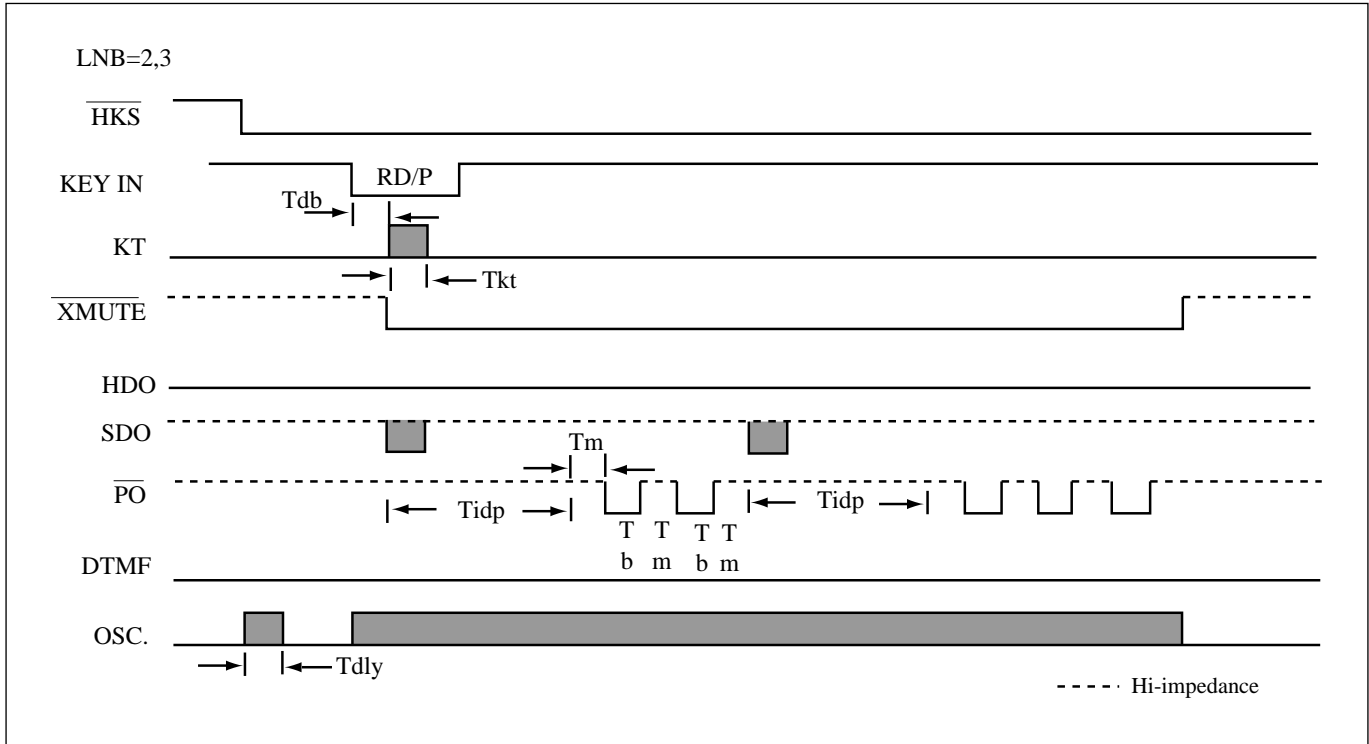 LNB=2,3
HKS
KEY IN
RD/P
Tdb
KT
Tkt
XMUTE
HDO
SDO
Tm
PO
Tidp
Tidp
T T T T
b m b m
DTMF
OSC.
Tdly
Hi-impedance